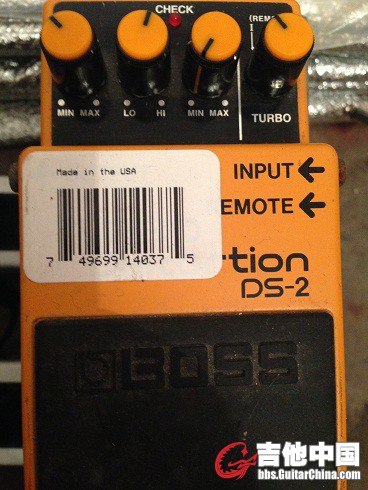 CHECK
(REM
MIN MAX LO HI MIN MAX TURBO
Made in the USA
INPUT
EMOTE
7 49699 14037 5
rtion
DS-2
BOSS
吉他中国
bbs.GuitarChina.com